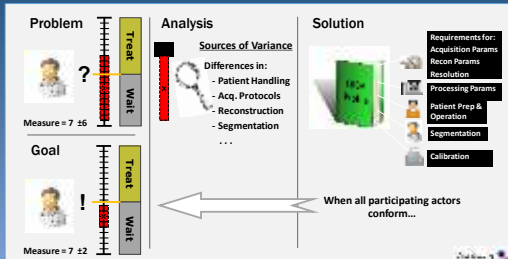 Problem
Treat
?
Wait
Measure = 7 ±6
Goal
Treat
!
Wait
Measure = 7 ±2
Analysis
Sources of Variance
Differences in:
- Patient Handling
- Acq. Protocols
- Reconstruction
- Segmentation
...
Solution
Requirements for:
Acquisition Params
Recon Params
Resolution
Processing Params
Patient Prep &
Operation
Segmentation
Calibration
When all participating actors
conform…